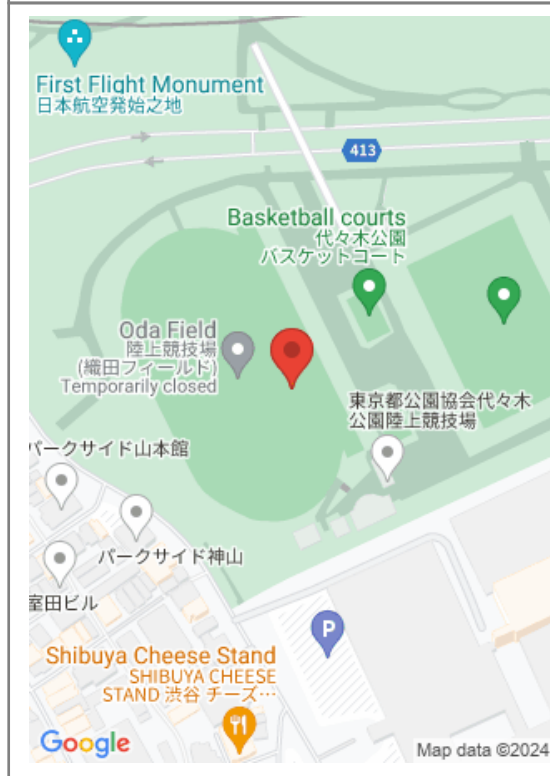 First Flight Monument
日本航空発始之地
413
Basketball courts
代々木公園
バスケットコート
Oda Field
陸上競技場
(織田フィールド)
Temporarily closed
東京都公園協会代々木
公園陸上競技場
パークサイド山本館
パークサイド神山
室田ビル
P
Shibuya Cheese Stand
SHIBUYA CHEESE
STAND 渋谷 チーズ…
Google
Map data ©2024